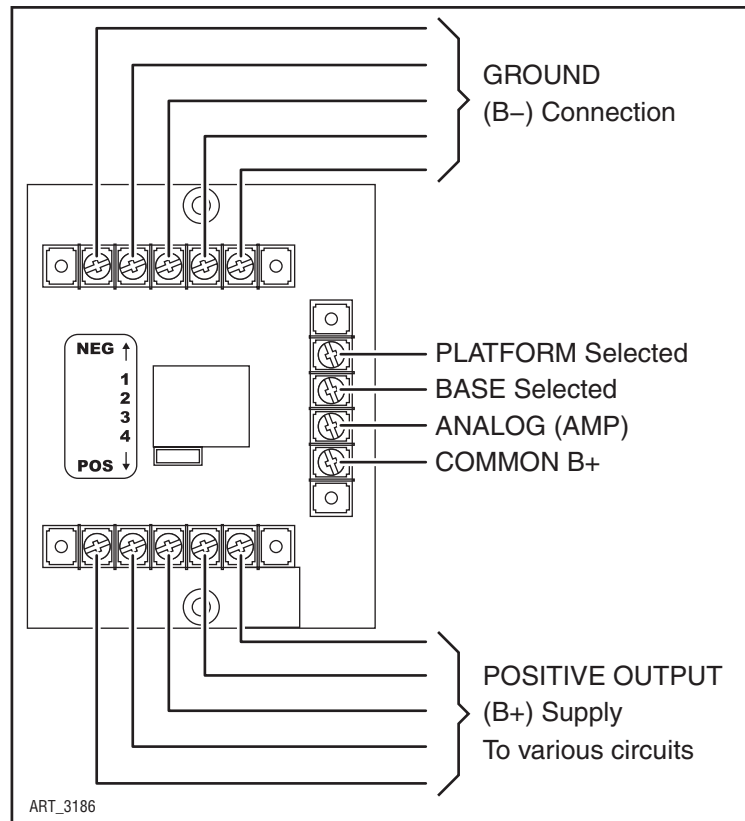 GROUND
(B–) Connection
NEG ↑
1
2
3
4
POS ↓
PLATFORM Selected
BASE Selected
ANALOG (AMP)
COMMON B+
POSITIVE OUTPUT
(B+) Supply
To various circuits
ART_3186